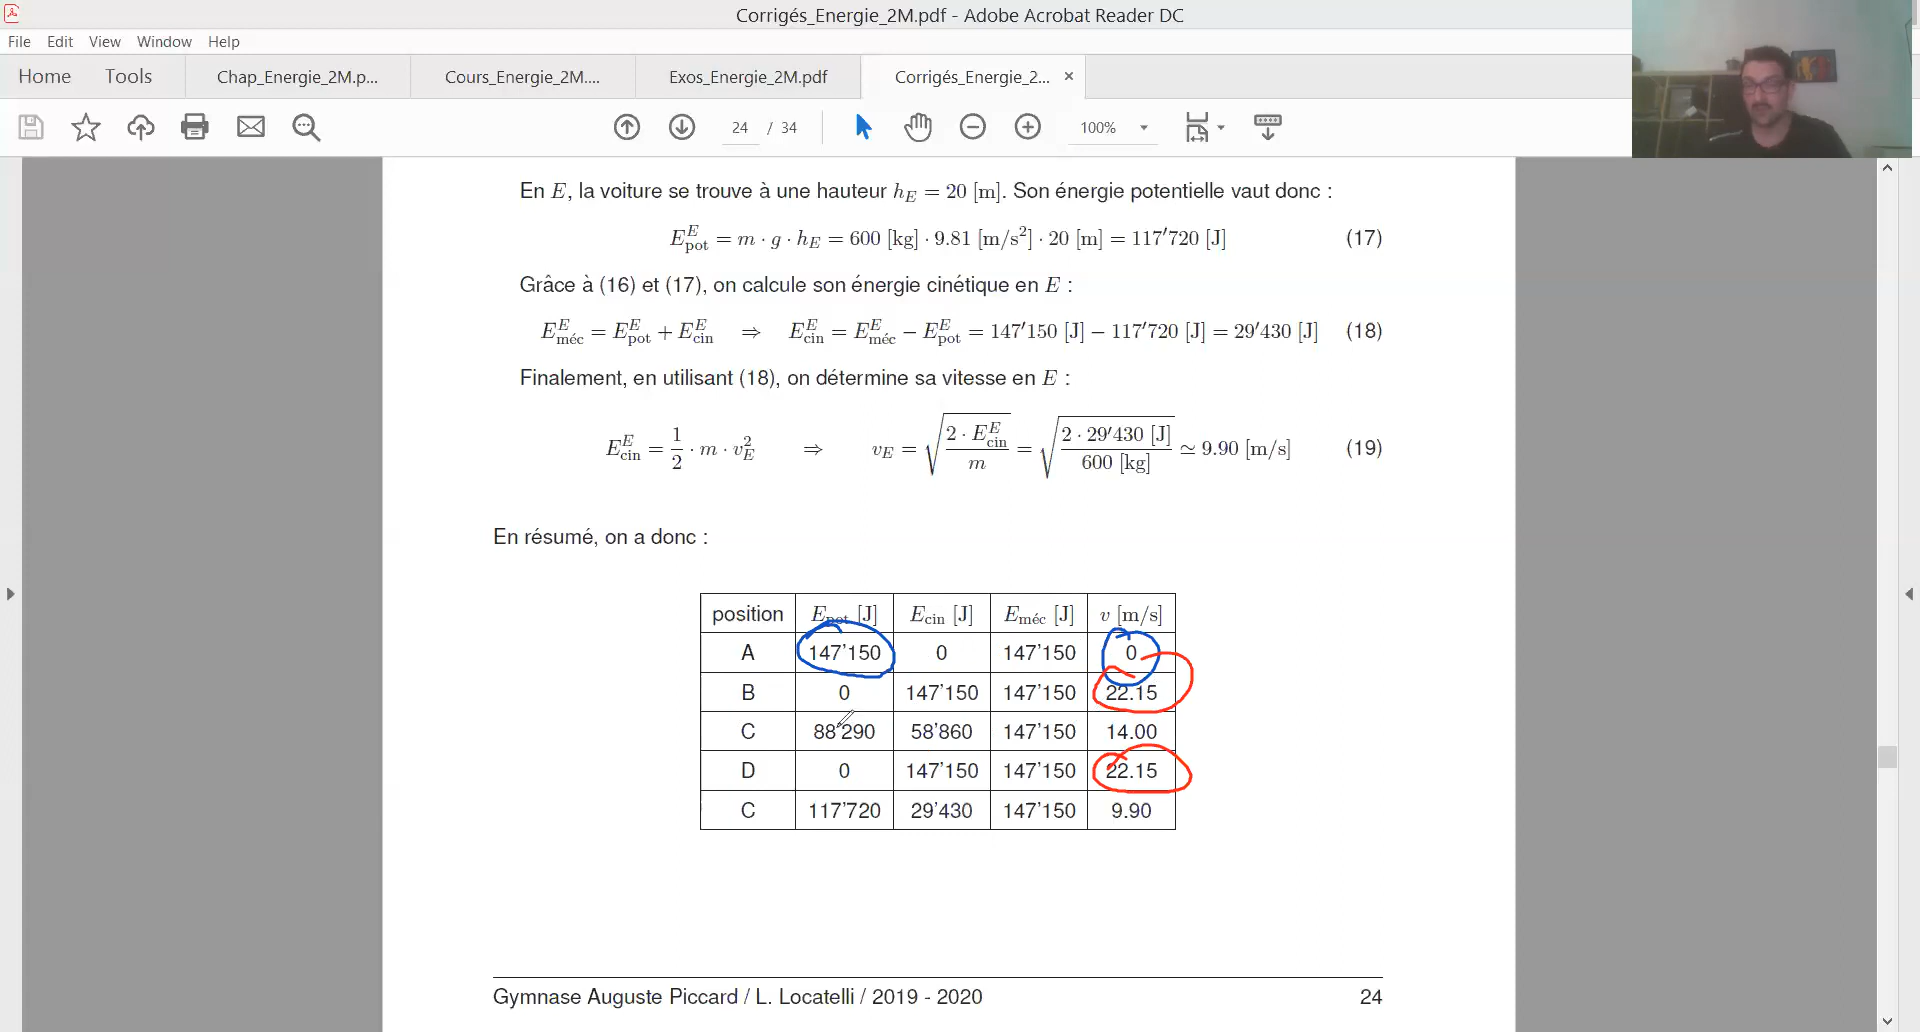 Corrigés_Energie_2M.pdf - Adobe Acrobat Reader DC
File Edit View Window Help
Home Tools Chap_Energie_2M.p... Cours_Energie_2M.... Exos_Energie_2M.pdf Corrigés_Energie_2... ×
24 / 34 100%
En E, la voiture se trouve à une hauteur h_E = 20 [m]. Son énergie potentielle vaut donc :
E_pot^E = m · g · h_E = 600 [kg] · 9.81 [m/s²] · 20 [m] = 117′720 [J] (17)
Grâce à (16) et (17), on calcule son énergie cinétique en E :
E_méc^E = E_pot^E + E_cin^E ⇒ E_cin^E = E_méc^E − E_pot^E = 147′150 [J] − 117′720 [J] = 29′430 [J] (18)
Finalement, en utilisant (18), on détermine sa vitesse en E :
E_cin^E = 1/2 · m · v_E^2 ⇒ v_E = √(2 · E_cin^E / m) = √(2 · 29′430 [J] / 600 [kg]) ≃ 9.90 [m/s] (19)
En résumé, on a donc :
position E_pot [J] E_cin [J] E_méc [J] v [m/s]
A 147'150 0 147'150 0
B 0 147'150 147'150 22.15
C 88'290 58'860 147'150 14.00
D 0 147'150 147'150 22.15
C 117'720 29'430 147'150 9.90
Gymnase Auguste Piccard / L. Locatelli / 2019 - 2020 24